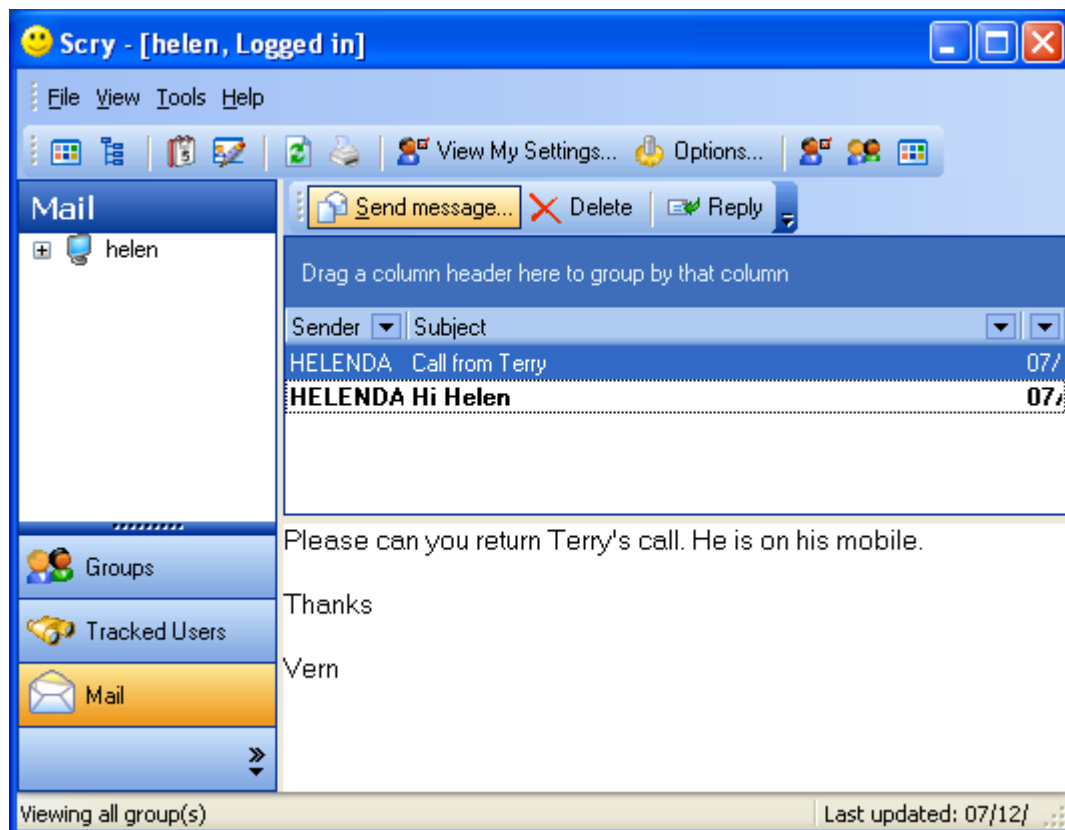 Scry - [helen, Logged in]
File View Tools Help
View My Settings... Options...
Mail
Send message... Delete Reply
helen
Drag a column header here to group by that column
Sender Subject
HELENDA Call from Terry 07/
HELENDA Hi Helen 07/
Please can you return Terry's call. He is on his mobile.
Thanks
Vern
Groups
Tracked Users
Mail
Viewing all group(s) Last updated: 07/12/